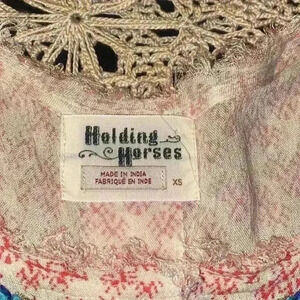 Holding
Horses
MADE IN INDIA
FABRIQUÉ EN INDE
XS